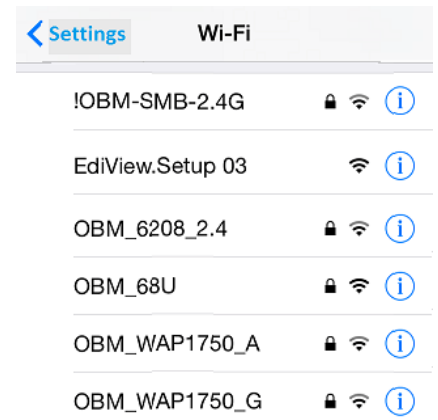 Settings Wi-Fi
!OBM-SMB-2.4G
EdiView.Setup 03
OBM_6208_2.4
OBM_68U
OBM_WAP1750_A
OBM_WAP1750_G